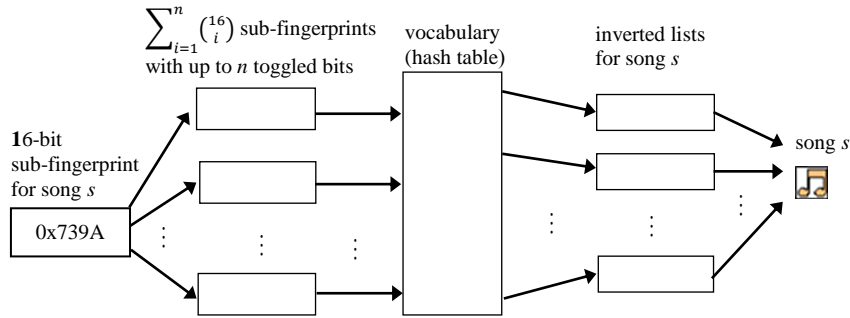 ∑ⁿᵢ₌₁ (16 i) sub-fingerprints
with up to n toggled bits
vocabulary
(hash table)
inverted lists
for song s
16-bit
sub-fingerprint
for song s
0x739A
song s